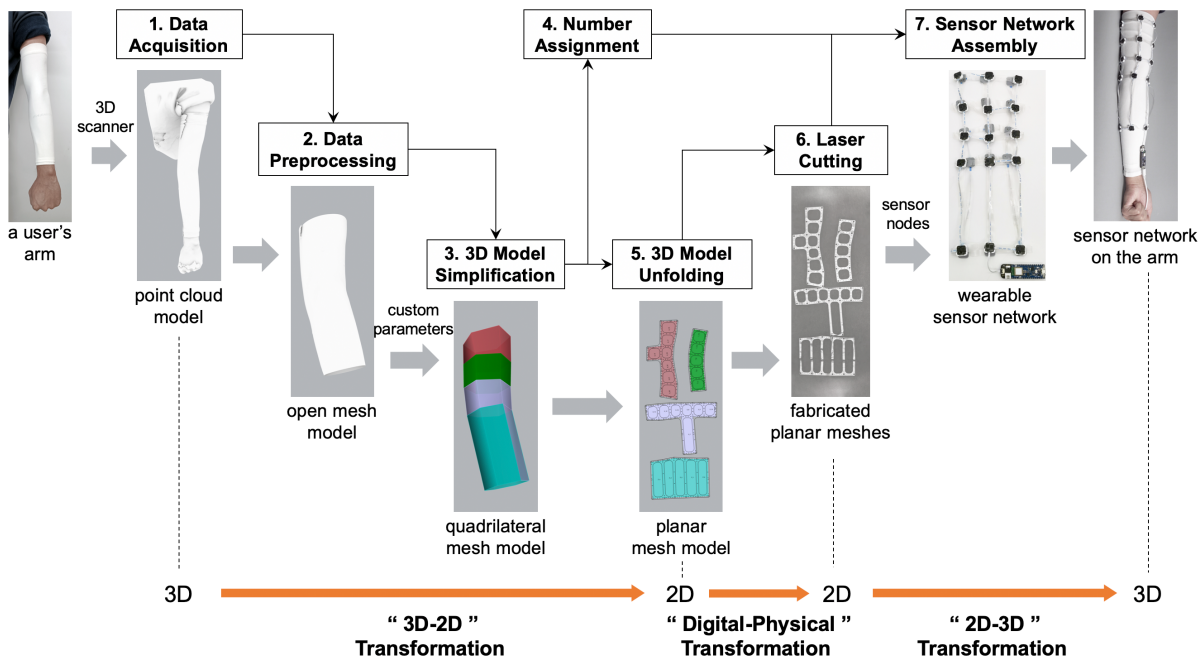 1. Data
Acquisition
4. Number
Assignment
7. Sensor Network
Assembly
3D
scanner
2. Data
Preprocessing
6. Laser
Cutting
a user's
arm
sensor
nodes
sensor network
on the arm
3. 3D Model
Simplification
5. 3D Model
Unfolding
point cloud
model
custom
parameters
wearable
sensor network
open mesh
model
fabricated
planar meshes
quadrilateral
mesh model
planar
mesh model
3D
2D
2D
3D
“ 3D-2D ”
Transformation
“ Digital-Physical ”
Transformation
“ 2D-3D ”
Transformation